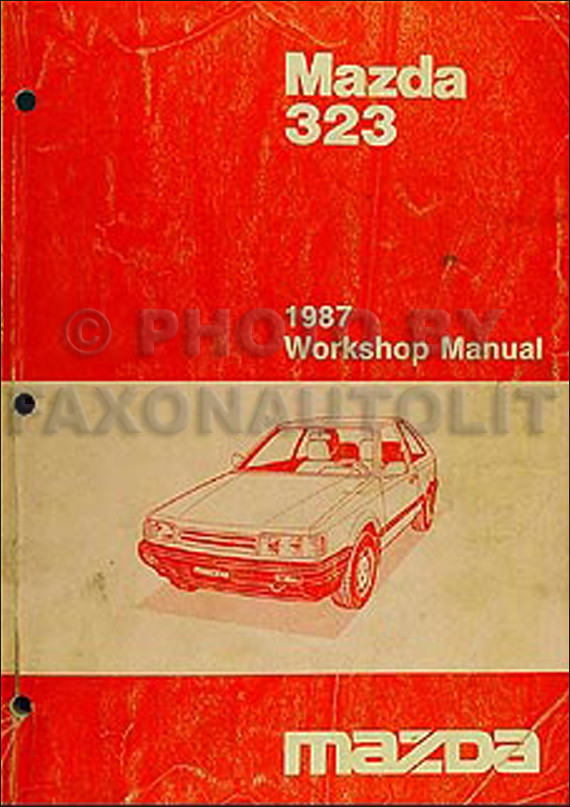 Mazda
323
1987
Workshop Manual
© PHOTO BY
FAXONAUTOLIT
mazda